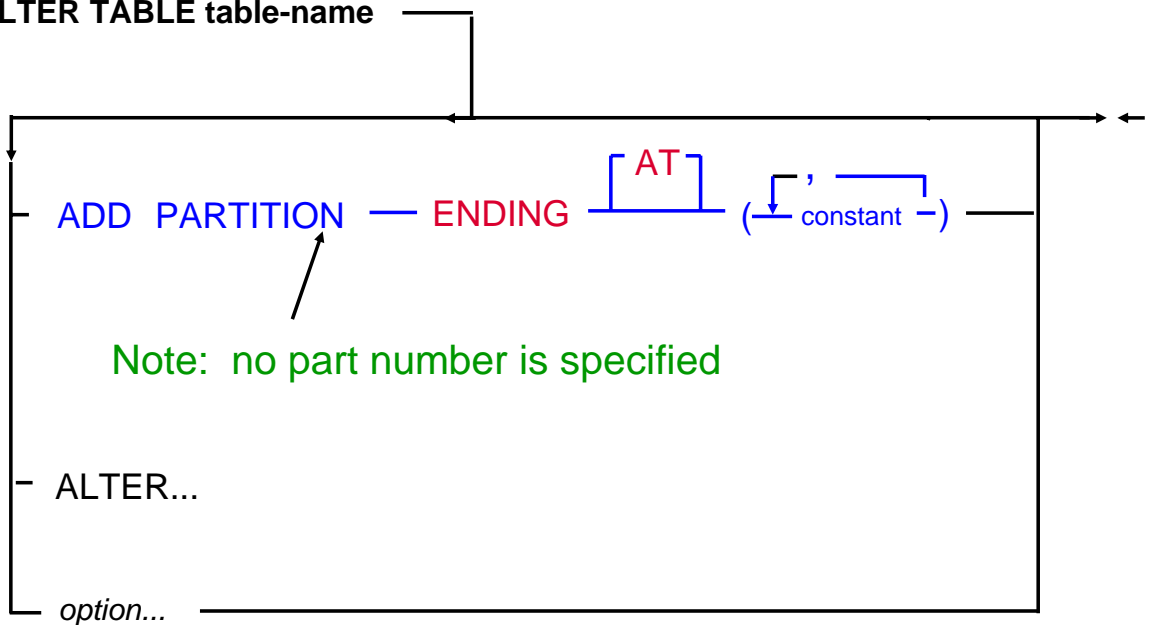 LTER TABLE table-name
AT
ADD PARTITION ENDING ( , constant )
Note: no part number is specified
ALTER...
option...